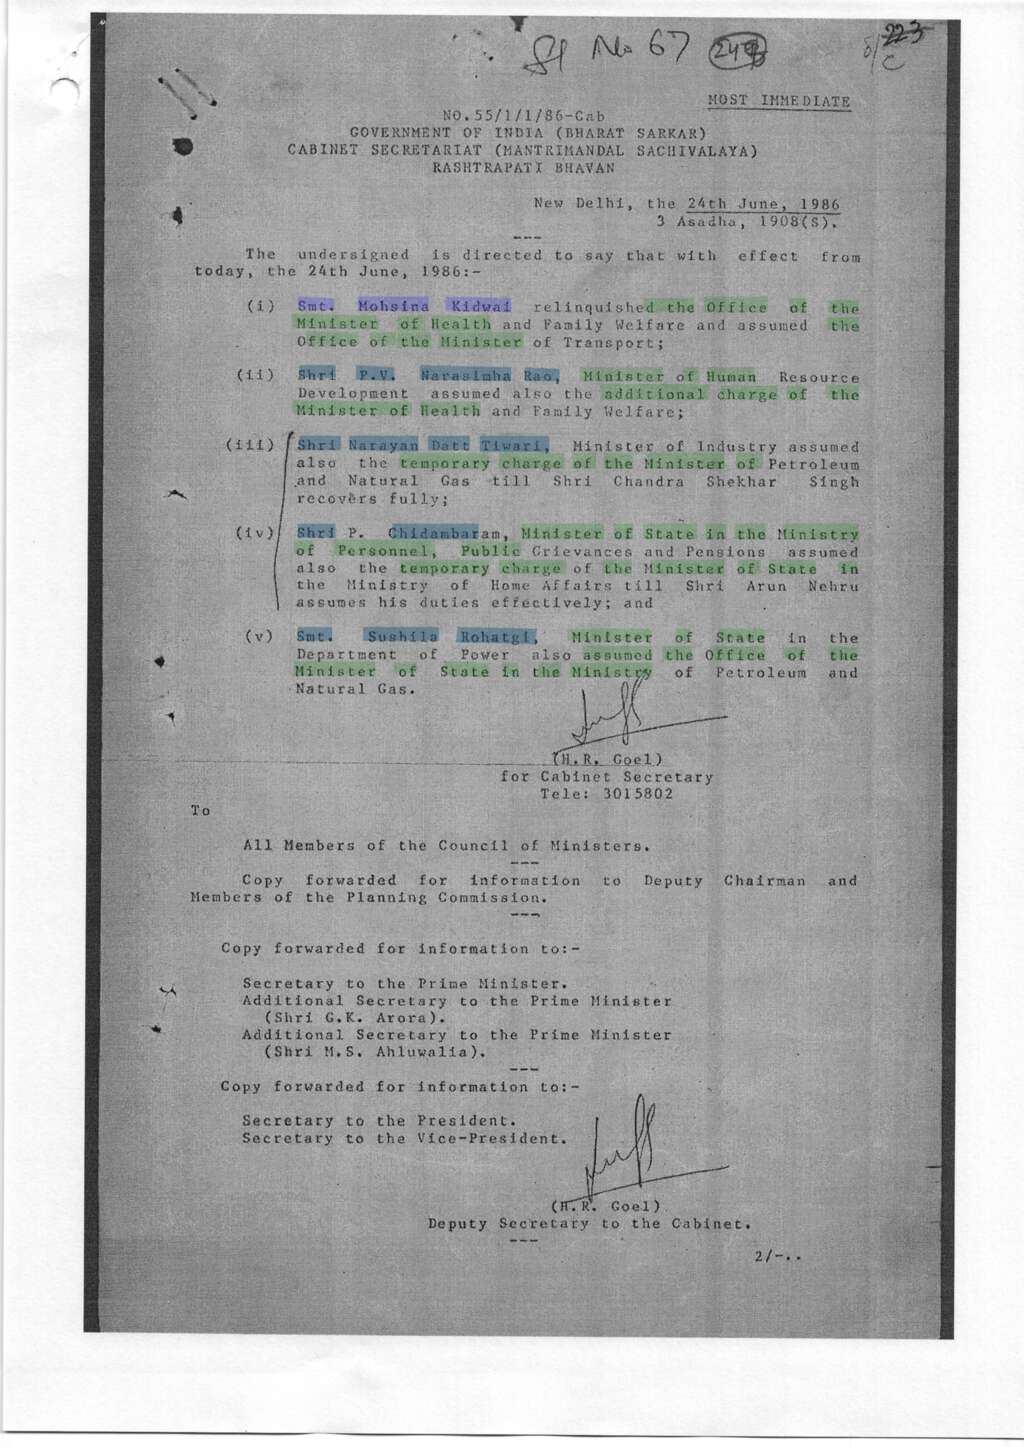 Sl No 67 223
c
MOST IMMEDIATE
NO.55/1/1/86-Cab
GOVERNMENT OF INDIA (BHARAT SARKAR)
CABINET SECRETARIAT (MANTRIMANDAL SACHIVALAYA)
RASHTRAPATI BHAVAN
New Delhi, the 24th June, 1986
3 Asadha, 1908(S).
The undersigned is directed to say that with effect from
today, the 24th June, 1986:-
(i) Smt. Mohsina Kidwai relinquished the Office of the
Minister of Health and Family Welfare and assumed the
Office of the Minister of Transport;
(ii) Shri P.V. Narasimha Rao, Minister of Human Resource
Development assumed also the additional charge of the
Minister of Health and Family Welfare;
(iii) Shri Narayan Datt Tiwari, Minister of Industry assumed
also the temporary charge of the Minister of Petroleum
and Natural Gas till Shri Chandra Shekhar Singh
recovers fully;
(iv) Shri P. Chidambaram, Minister of State in the Ministry
of Personnel, Public Grievances and Pensions assumed
also the temporary charge of the Minister of State in
the Ministry of Home Affairs till Shri Arun Nehru
assumes his duties effectively; and
(v) Smt. Sushila Rohatgi, Minister of State in the
Department of Power also assumed the Office of the
Minister of State in the Ministry of Petroleum and
Natural Gas.
(H.R. Goel)
for Cabinet Secretary
Tele: 3015802
To
All Members of the Council of Ministers.
Copy forwarded for information to Deputy Chairman and
Members of the Planning Commission.
Copy forwarded for information to:-
Secretary to the Prime Minister.
Additional Secretary to the Prime Minister
(Shri G.K. Arora).
Additional Secretary to the Prime Minister
(Shri M.S. Ahluwalia).
Copy forwarded for information to:-
Secretary to the President.
Secretary to the Vice-President.
(H.R. Goel)
Deputy Secretary to the Cabinet.
2/-..